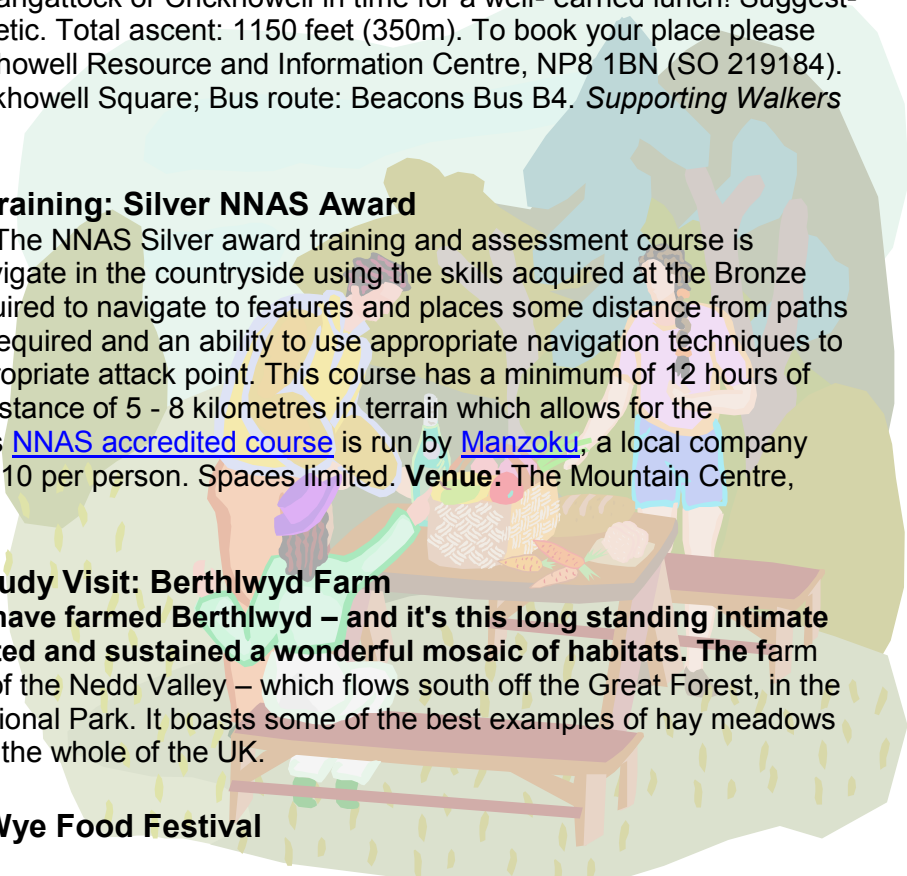 angattock or Crickhowell in time for a well- earned lunch! Suggest-
etic. Total ascent: 1150 feet (350m). To book your place please
howell Resource and Information Centre, NP8 1BN (SO 219184).
khowell Square; Bus route: Beacons Bus B4. Supporting Walkers
raining: Silver NNAS Award
The NNAS Silver award training and assessment course is
vigate in the countryside using the skills acquired at the Bronze
uired to navigate to features and places some distance from paths
equired and an ability to use appropriate navigation techniques to
ropriate attack point. This course has a minimum of 12 hours of
stance of 5 - 8 kilometres in terrain which allows for the
s NNAS accredited course is run by Manzoku, a local company
10 per person. Spaces limited. Venue: The Mountain Centre,
udy Visit: Berthlwyd Farm
have farmed Berthlwyd – and it's this long standing intimate
ted and sustained a wonderful mosaic of habitats. The farm
of the Nedd Valley – which flows south off the Great Forest, in the
tional Park. It boasts some of the best examples of hay meadows
the whole of the UK.
Wye Food Festival